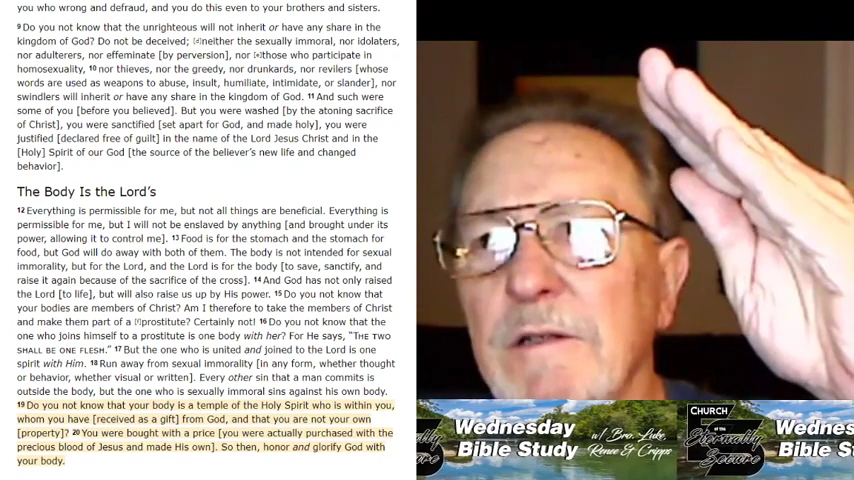 you who wrong and defraud, and you do this even to your brothers and sisters.
9 Do you not know that the unrighteous will not inherit or have any share in the
kingdom of God? Do not be deceived; [d]neither the sexually immoral, nor idolaters,
nor adulterers, nor effeminate [by perversion], nor [e]those who participate in
homosexuality, 10 nor thieves, nor the greedy, nor drunkards, nor revilers [whose
words are used as weapons to abuse, insult, humiliate, intimidate, or slander], nor
swindlers will inherit or have any share in the kingdom of God. 11 And such were
some of you [before you believed]. But you were washed [by the atoning sacrifice
of Christ], you were sanctified [set apart for God, and made holy], you were
justified [declared free of guilt] in the name of the Lord Jesus Christ and in the
[Holy] Spirit of our God [the source of the believer's new life and changed
behavior].
The Body Is the Lord's
12 Everything is permissible for me, but not all things are beneficial. Everything is
permissible for me, but I will not be enslaved by anything [and brought under its
power, allowing it to control me]. 13 Food is for the stomach and the stomach for
food, but God will do away with both of them. The body is not intended for sexual
immorality, but for the Lord, and the Lord is for the body [to save, sanctify, and
raise it again because of the sacrifice of the cross]. 14 And God has not only raised
the Lord [to life], but will also raise us up by His power. 15 Do you not know that
your bodies are members of Christ? Am I therefore to take the members of Christ
and make them part of a [f]prostitute? Certainly not! 16 Do you not know that the
one who joins himself to a prostitute is one body with her? For He says, "THE TWO
SHALL BE ONE FLESH." 17 But the one who is united and joined to the Lord is one
spirit with Him. 18 Run away from sexual immorality [in any form, whether thought
or behavior, whether visual or written]. Every other sin that a man commits is
outside the body, but the one who is sexually immoral sins against his own body.
19 Do you not know that your body is a temple of the Holy Spirit who is within you,
whom you have [received as a gift] from God, and that you are not your own
[property]? 20 You were bought with a price [you were actually purchased with the
precious blood of Jesus and made His own]. So then, honor and glorify God with
your body.
Eternally
Secure
Wednesday
Bible Study
w/ Bro. Luke,
Renee & Cripps
CHURCH
of the
Eternally
Secure
Wednes
Bible S